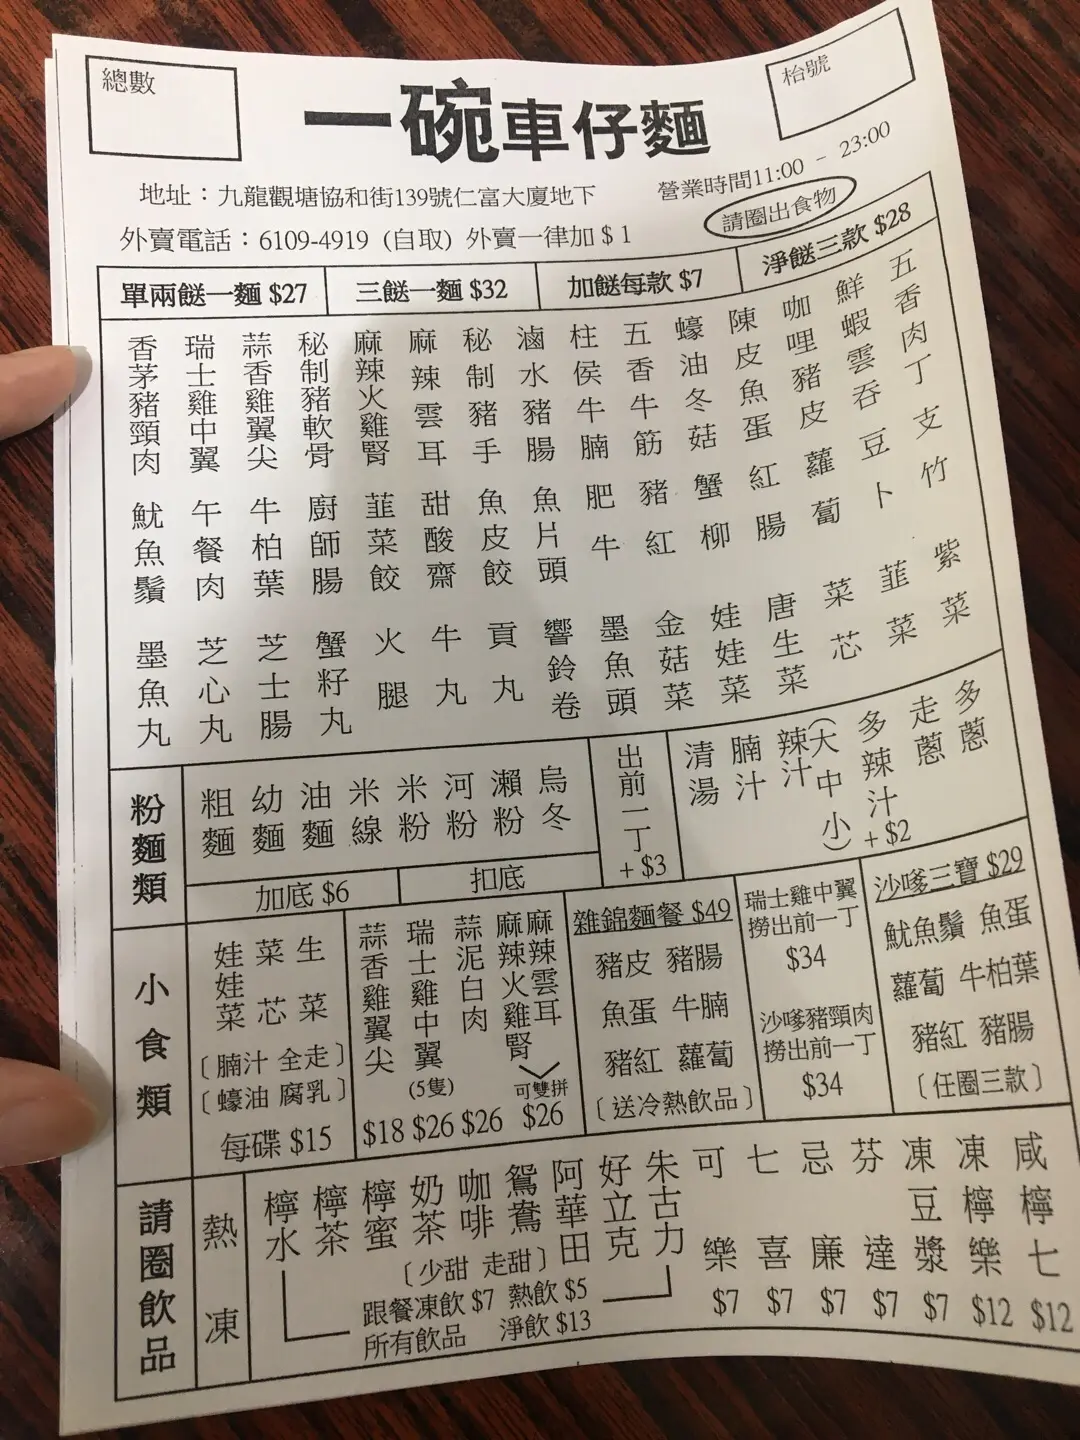 總數
枱號
一碗車仔麵
地址：九龍觀塘協和街139號仁富大廈地下
營業時間11:00 - 23:00
外賣電話：6109-4919 (自取) 外賣一律加 $ 1
請圈出食物
單兩餸一麵 $27
三餸一麵 $32
加餸每款 $7
淨餸三款 $28
香茅豬頸肉
瑞士雞中翼
蒜香雞翼尖
秘制豬軟骨
麻辣火雞腎
麻辣雲耳
秘制豬手
滷水豬腸
柱侯牛腩
五香牛筋
蠔油冬菇
陳皮魚蛋
咖哩豬皮
鮮蝦雲吞
五香肉丁
魷魚鬚
午餐肉
牛柏葉
廚師腸
韮菜餃
甜酸齋
魚皮餃
魚片頭
肥牛
豬紅
蟹柳
紅腸
蘿蔔
豆卜
支竹
墨魚丸
芝心丸
芝士腸
蟹籽丸
火腿
牛丸
貢丸
響鈴卷
墨魚頭
金菇菜
娃娃菜
唐生菜
菜芯
韮菜
紫菜
粉麵類
粗麵
幼麵
油麵
米線
米粉
河粉
瀨粉
烏冬
加底 $6
扣底
出前一丁
+ $3
清湯
腩汁
辣汁
(大中小)
多辣汁
+ $2
走蔥
多蔥
小食類
娃娃菜
菜芯
生菜
〔腩汁 全走〕
〔蠔油 腐乳〕
每碟 $15
蒜香雞翼尖
$18
瑞士雞中翼
(5隻)
$26
蒜泥白肉
$26
麻辣火雞腎
麻辣雲耳
可雙拼
$26
雜錦麵餐 $49
豬皮 豬腸
魚蛋 牛腩
豬紅 蘿蔔
〔送冷熱飲品〕
瑞士雞中翼
撈出前一丁
$34
沙嗲豬頸肉
撈出前一丁
$34
沙嗲三寶 $29
魷魚鬚 魚蛋
蘿蔔 牛柏葉
豬紅 豬腸
〔任圈三款〕
請圈飲品
熱
凍
檸水
檸茶
檸蜜
奶茶
咖啡
鴛鴦
阿華田
好立克
朱古力
〔少甜 走甜〕
跟餐凍飲 $7 熱飲 $5
所有飲品 淨飲 $13
可樂
$7
七喜
$7
忌廉
$7
芬達
$7
凍豆漿
$7
凍檸樂
$12
咸檸七
$12